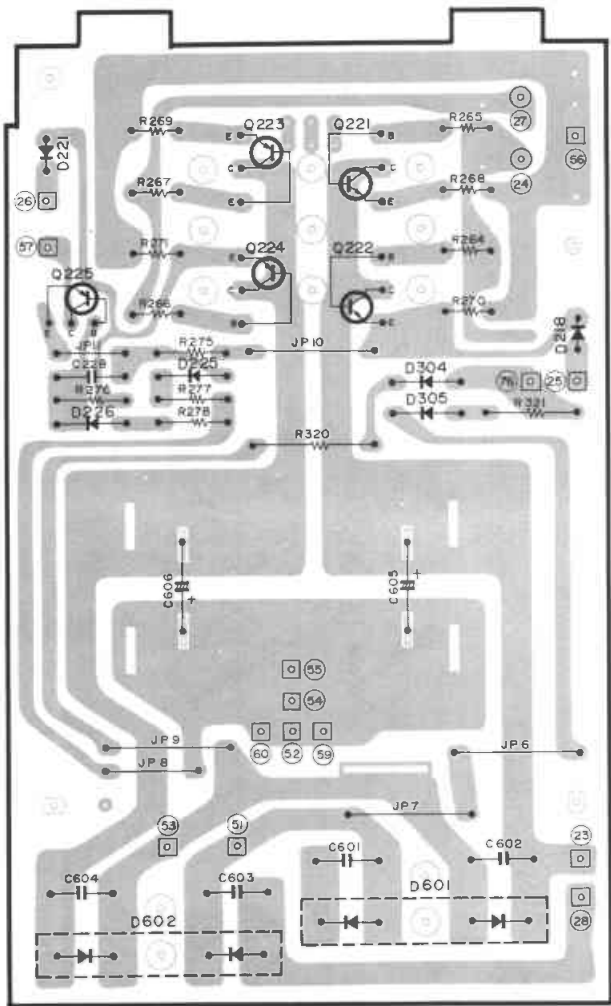 Q223 Q221
R269 R265
27
D221
E B
56
C C
R267 R268
24
26
E E
57
R271 R264
Q224 Q222
E B
Q225
C C
R266 R270
B E
E C B
D218
JP11 R275 JP10
C228 D225
D304
R276 R277
76 25
D226 R278
D305 R321
R320
C606 + C605 +
55
54
60 52 59
JP9 JP6
JP8
JP7
53 51 23
C601 C602
C604 C603
D601
28
D602